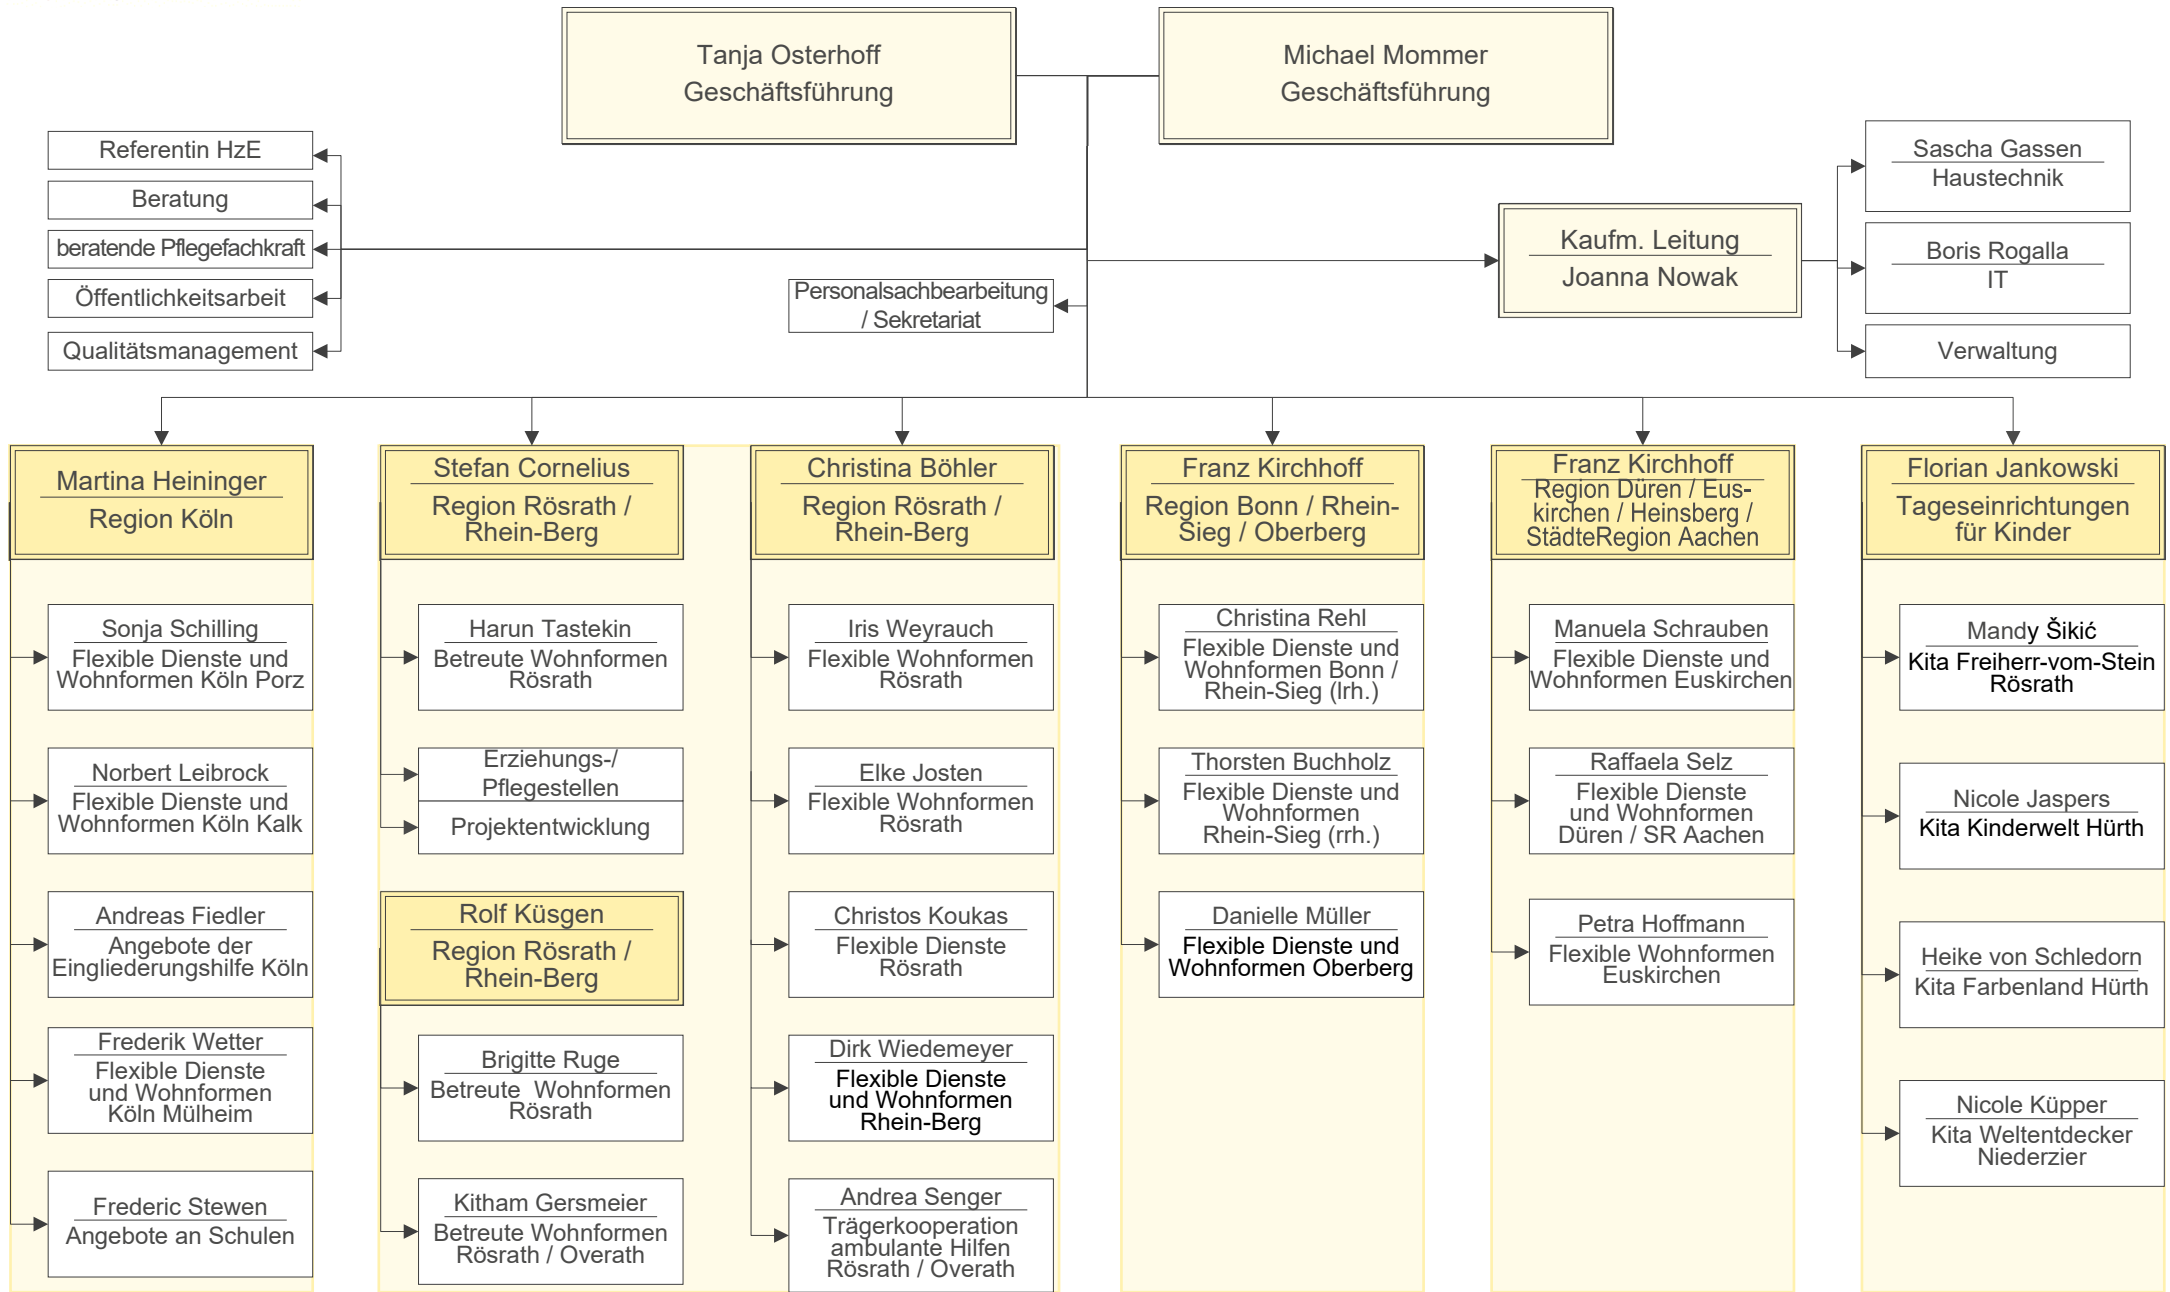 Tanja Osterhoff
Geschäftsführung
Michael Mommer
Geschäftsführung
Referentin HzE
Beratung
beratende Pflegefachkraft
Öffentlichkeitsarbeit
Qualitätsmanagement
Personalsachbearbeitung
/ Sekretariat
Kaufm. Leitung
Joanna Nowak
Sascha Gassen
Haustechnik
Boris Rogalla
IT
Verwaltung
Martina Heininger
Region Köln
Sonja Schilling
Flexible Dienste und
Wohnformen Köln Porz
Norbert Leibrock
Flexible Dienste und
Wohnformen Köln Kalk
Andreas Fiedler
Angebote der
Eingliederungshilfe Köln
Frederik Wetter
Flexible Dienste
und Wohnformen
Köln Mülheim
Frederic Stewen
Angebote an Schulen
Stefan Cornelius
Region Rösrath /
Rhein-Berg
Harun Tastekin
Betreute Wohnformen
Rösrath
Erziehungs-/
Pflegestellen
Projektentwicklung
Rolf Küsgen
Region Rösrath /
Rhein-Berg
Brigitte Ruge
Betreute Wohnformen
Rösrath
Kitham Gersmeier
Betreute Wohnformen
Rösrath / Overath
Christina Böhler
Region Rösrath /
Rhein-Berg
Iris Weyrauch
Flexible Wohnformen
Rösrath
Elke Josten
Flexible Wohnformen
Rösrath
Christos Koukas
Flexible Dienste
Rösrath
Dirk Wiedemeyer
Flexible Dienste
und Wohnformen
Rhein-Berg
Andrea Senger
Trägerkooperation
ambulante Hilfen
Rösrath / Overath
Franz Kirchhoff
Region Bonn / Rhein-
Sieg / Oberberg
Christina Rehl
Flexible Dienste und
Wohnformen Bonn /
Rhein-Sieg (lrh.)
Thorsten Buchholz
Flexible Dienste und
Wohnformen
Rhein-Sieg (rrh.)
Danielle Müller
Flexible Dienste und
Wohnformen Oberberg
Franz Kirchhoff
Region Düren / Eus-
kirchen / Heinsberg /
StädteRegion Aachen
Manuela Schrauben
Flexible Dienste und
Wohnformen Euskirchen
Raffaela Selz
Flexible Dienste
und Wohnformen
Düren / SR Aachen
Petra Hoffmann
Flexible Wohnformen
Euskirchen
Florian Jankowski
Tageseinrichtungen
für Kinder
Mandy Šikić
Kita Freiherr-vom-Stein
Rösrath
Nicole Jaspers
Kita Kinderwelt Hürth
Heike von Schledorn
Kita Farbenland Hürth
Nicole Küpper
Kita Weltentdecker
Niederzier